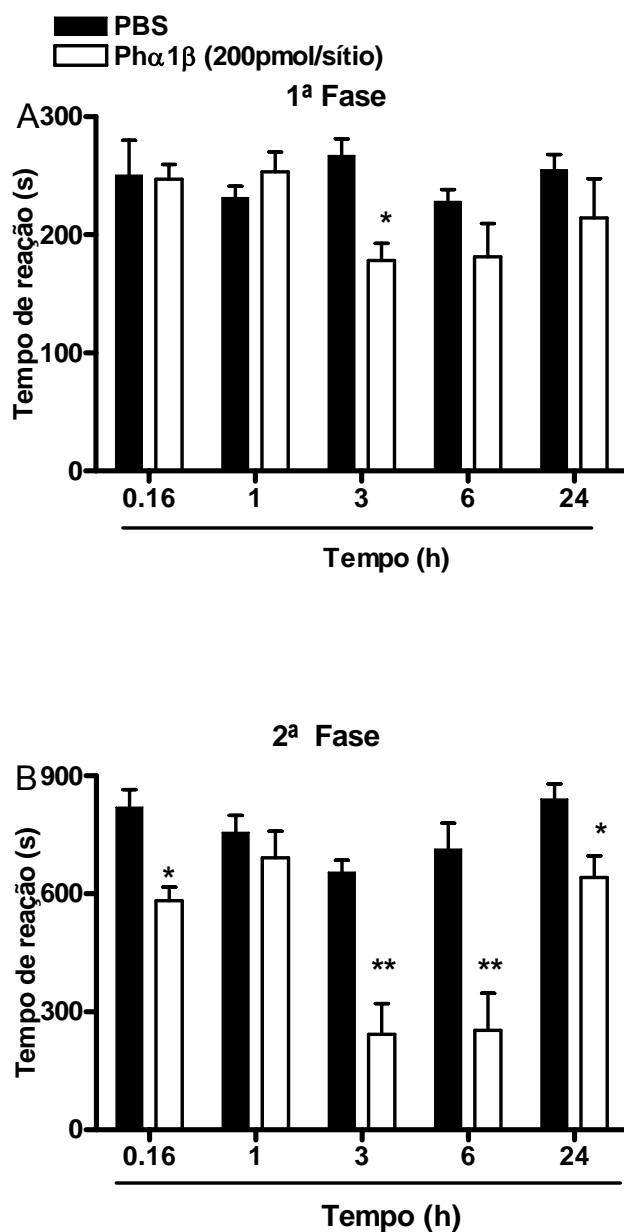 PBS
Phα1β (200pmol/sítio)
1ª Fase
A
300
200
100
0
Tempo de reação (s)
*
0.16 1 3 6 24
Tempo (h)
2ª Fase
B
900
600
300
0
Tempo de reação (s)
* ** ** *
0.16 1 3 6 24
Tempo (h)